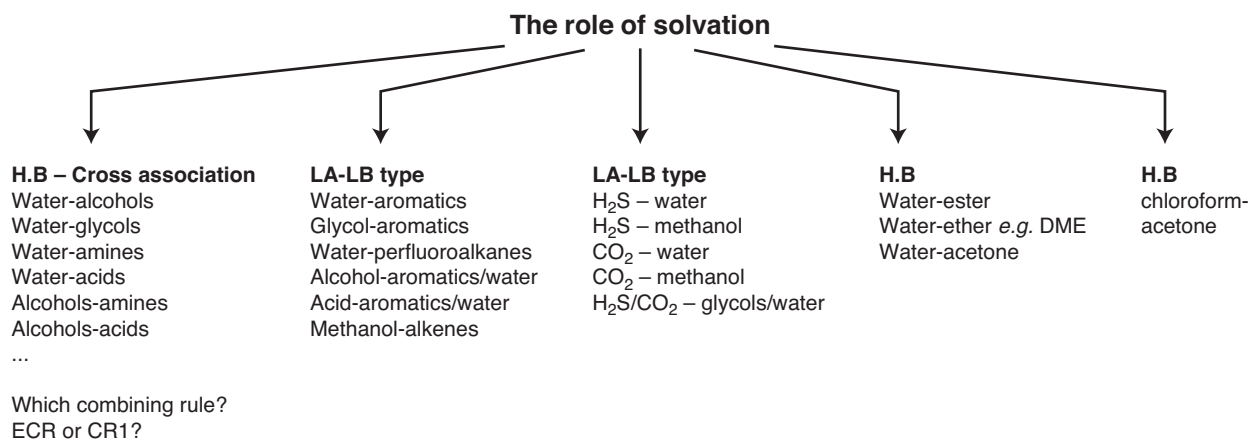 The role of solvation
H.B – Cross association
Water-alcohols
Water-glycols
Water-amines
Water-acids
Alcohols-amines
Alcohols-acids
...
Which combining rule?
ECR or CR1?
LA-LB type
Water-aromatics
Glycol-aromatics
Water-perfluoroalkanes
Alcohol-aromatics/water
Acid-aromatics/water
Methanol-alkenes
LA-LB type
H₂S – water
H₂S – methanol
CO₂ – water
CO₂ – methanol
H₂S/CO₂ – glycols/water
H.B
Water-ester
Water-ether e.g. DME
Water-acetone
H.B
chloroform-
acetone